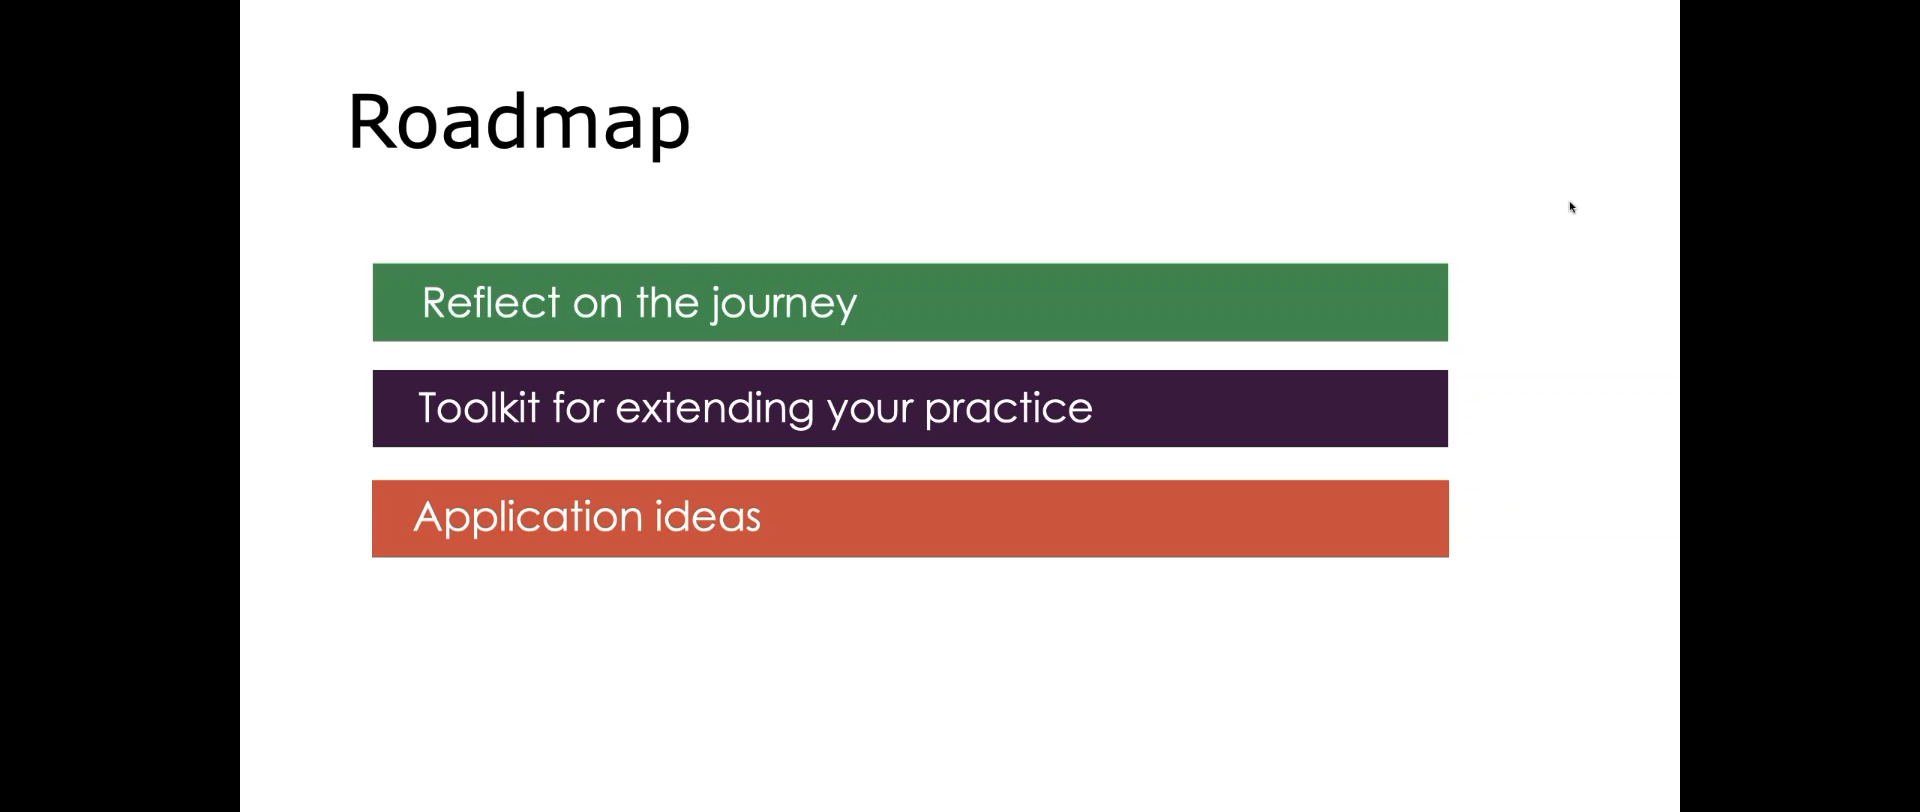 Roadmap
Reflect on the journey
Toolkit for extending your practice
Application ideas